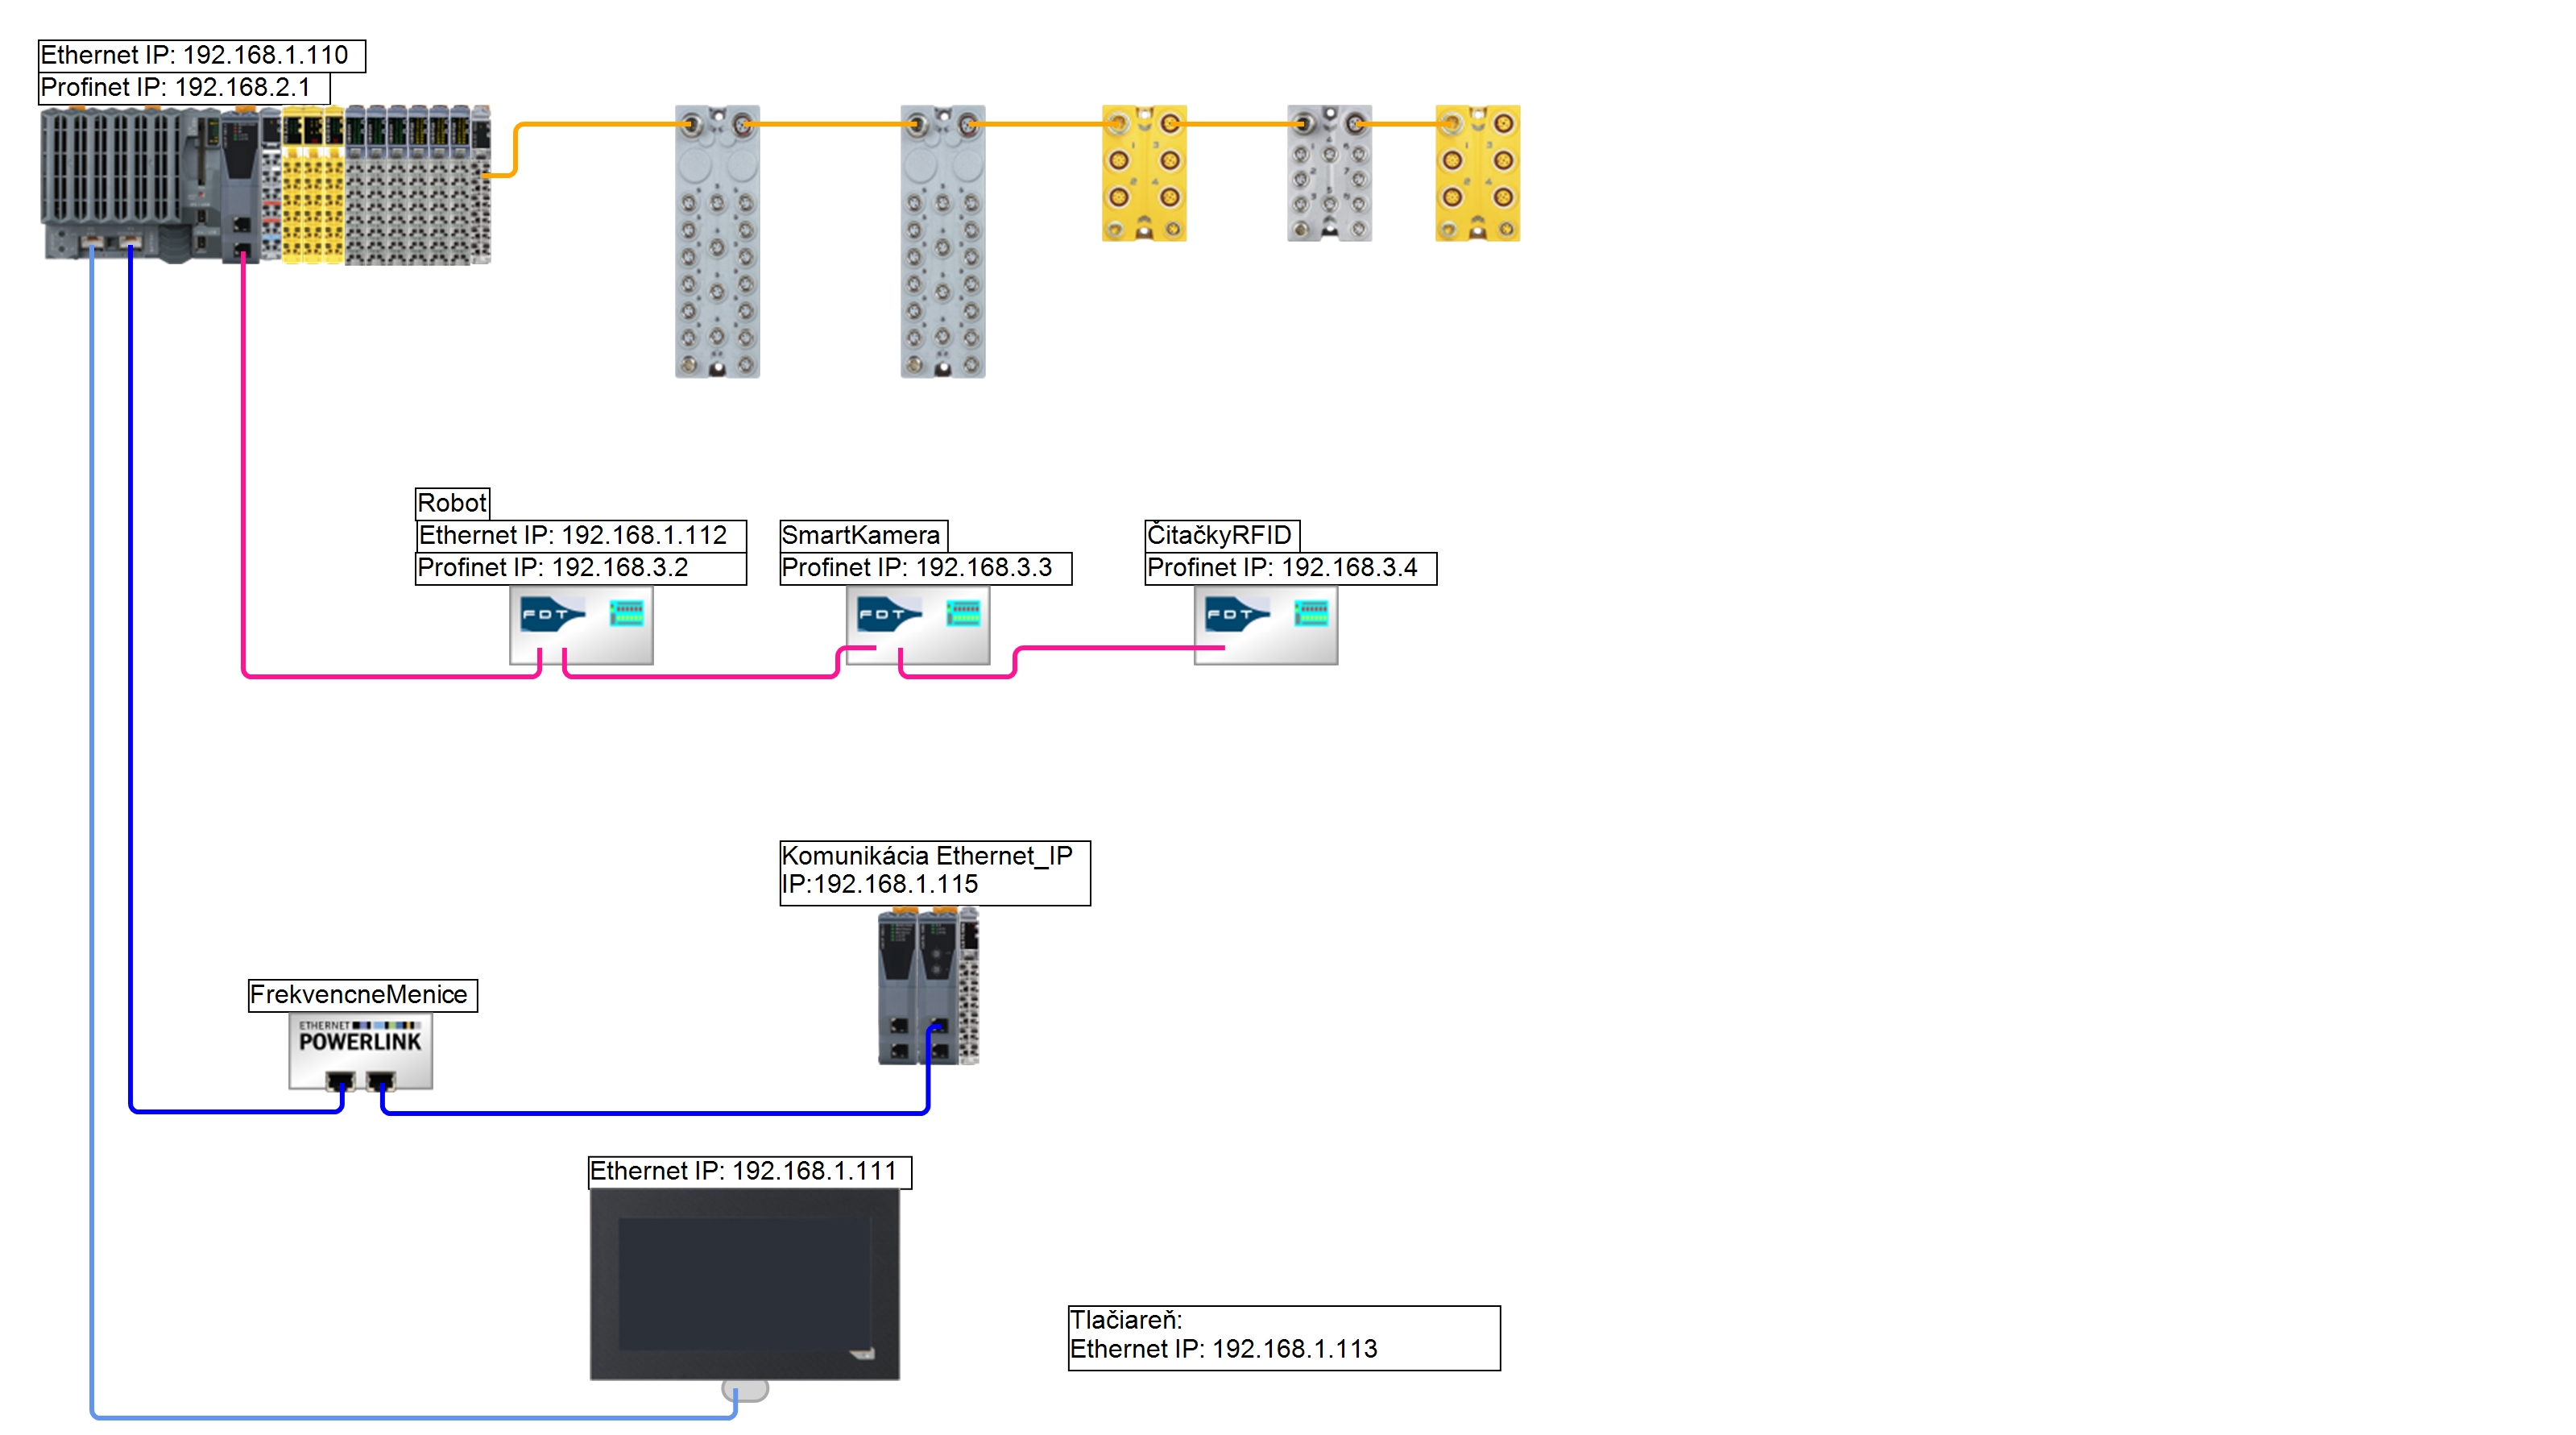 Ethernet IP: 192.168.1.110
Profinet IP: 192.168.2.1
Robot
Ethernet IP: 192.168.1.112
Profinet IP: 192.168.3.2
SmartKamera
Profinet IP: 192.168.3.3
ČitačkyRFID
Profinet IP: 192.168.3.4
FDT
FDT
FDT
Komunikácia Ethernet_IP
IP:192.168.1.115
FrekvencneMenice
ETHERNET
POWERLINK
Ethernet IP: 192.168.1.111
Tlačiareň:
Ethernet IP: 192.168.1.113